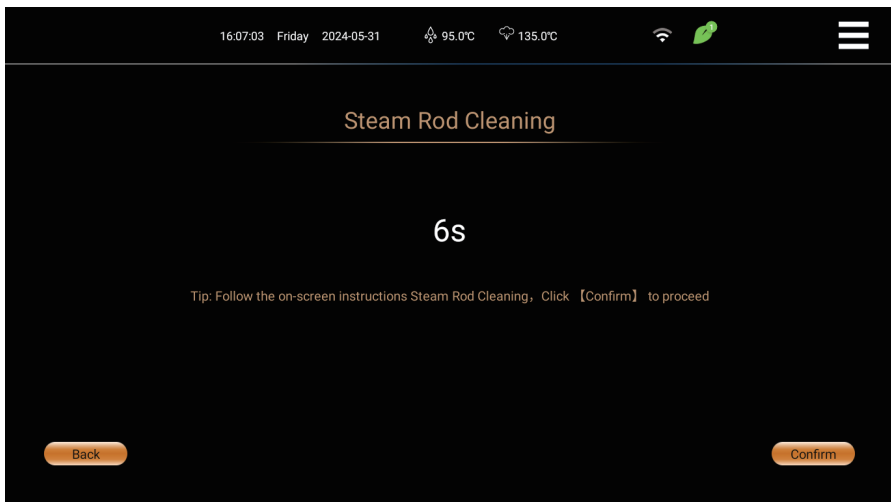 16:07:03 Friday 2024-05-31 95.0℃ 135.0℃ 1
Steam Rod Cleaning
6s
Tip: Follow the on-screen instructions Steam Rod Cleaning，Click 【Confirm】 to proceed
Back Confirm